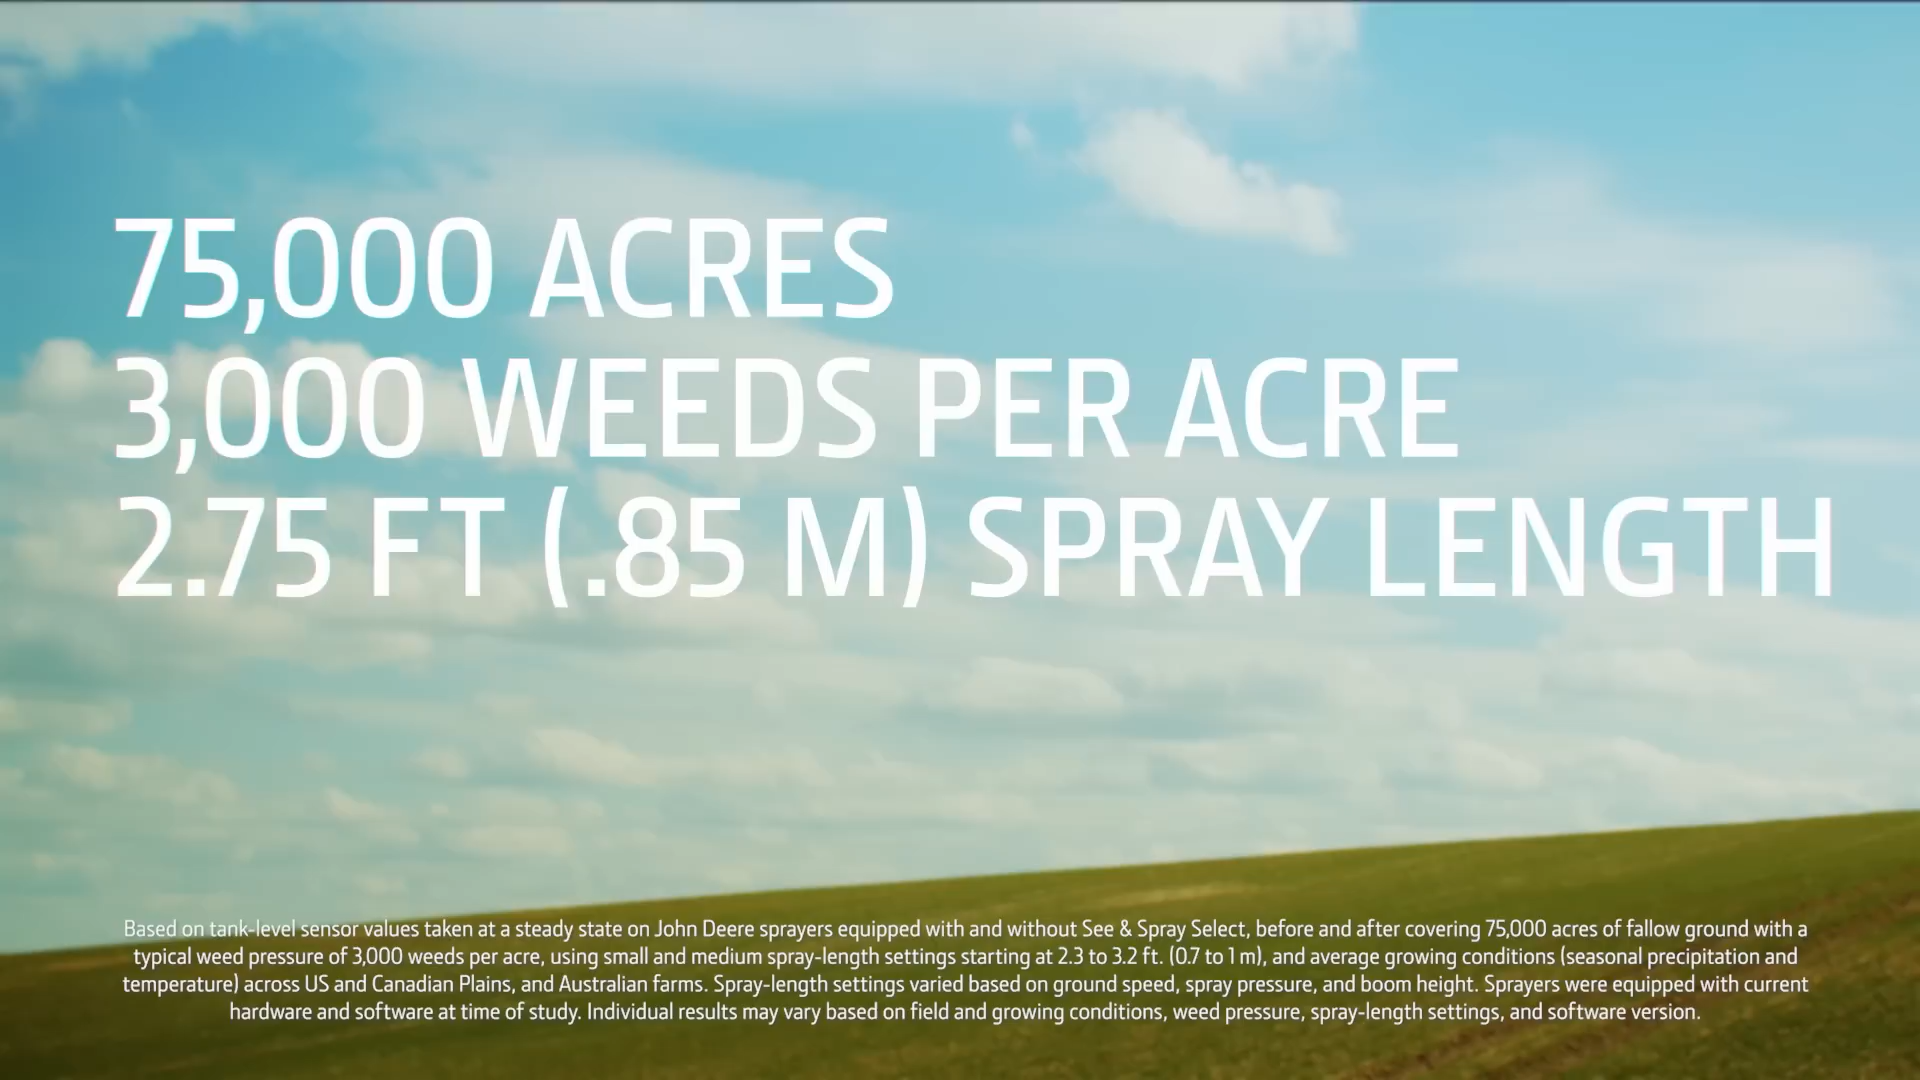 75,000 ACRES
3,000 WEEDS PER ACRE
2.75 FT (.85 M) SPRAY LENGTH
Based on tank-level sensor values taken at a steady state on John Deere sprayers equipped with and without See & Spray Select, before and after covering 75,000 acres of fallow ground with a
typical weed pressure of 3,000 weeds per acre, using small and medium spray-length settings starting at 2.3 to 3.2 ft. (0.7 to 1 m), and average growing conditions (seasonal precipitation and
temperature) across US and Canadian Plains, and Australian farms. Spray-length settings varied based on ground speed, spray pressure, and boom height. Sprayers were equipped with current
hardware and software at time of study. Individual results may vary based on field and growing conditions, weed pressure, spray-length settings, and software version.